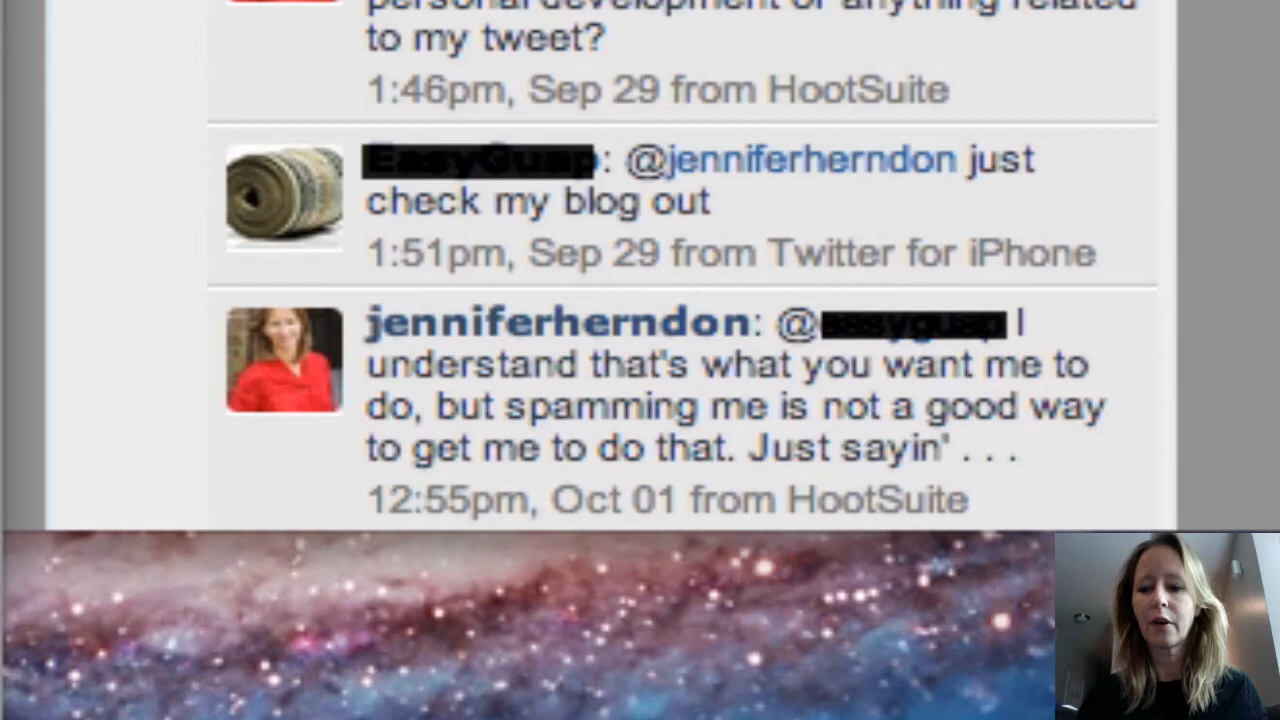 personal development or anything related
to my tweet?
1:46pm, Sep 29 from HootSuite
: @jenniferherndon just
check my blog out
1:51pm, Sep 29 from Twitter for iPhone
jenniferherndon: @ I
understand that's what you want me to
do, but spamming me is not a good way
to get me to do that. Just sayin' . . .
12:55pm, Oct 01 from HootSuite